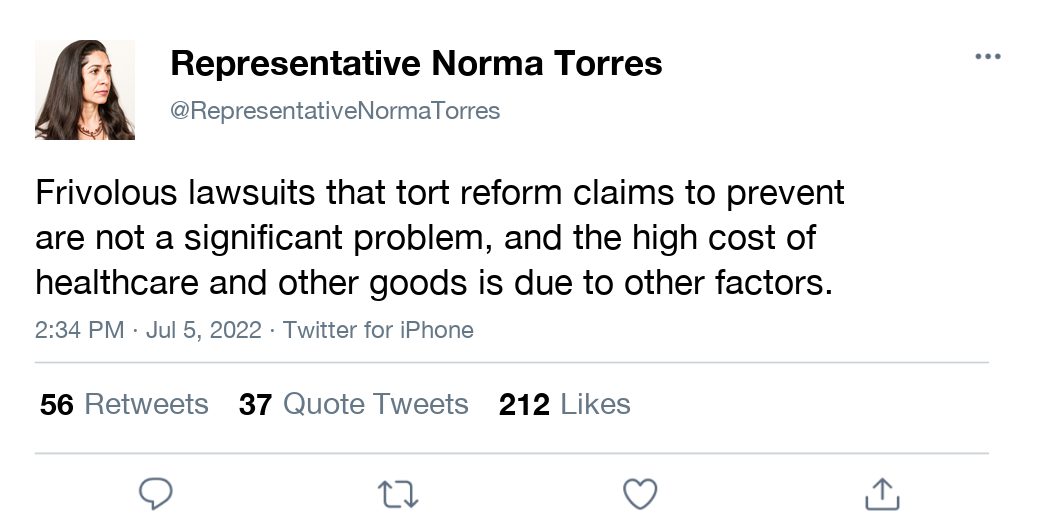 Representative Norma Torres
@RepresentativeNormaTorres
Frivolous lawsuits that tort reform claims to prevent
are not a significant problem, and the high cost of
healthcare and other goods is due to other factors.
2:34 PM · Jul 5, 2022 · Twitter for iPhone
56 Retweets 37 Quote Tweets 212 Likes